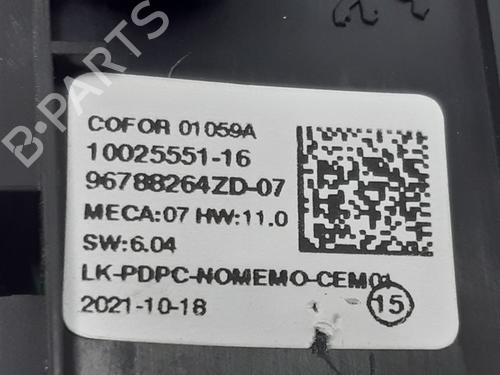 COFOR 01059A
10025551-16
96788264ZD-07
MECA:07 HW:11.0
SW:6.04
LK-PDPC-NOMEMO-CEM01
2021-10-18
15
B-PARTS